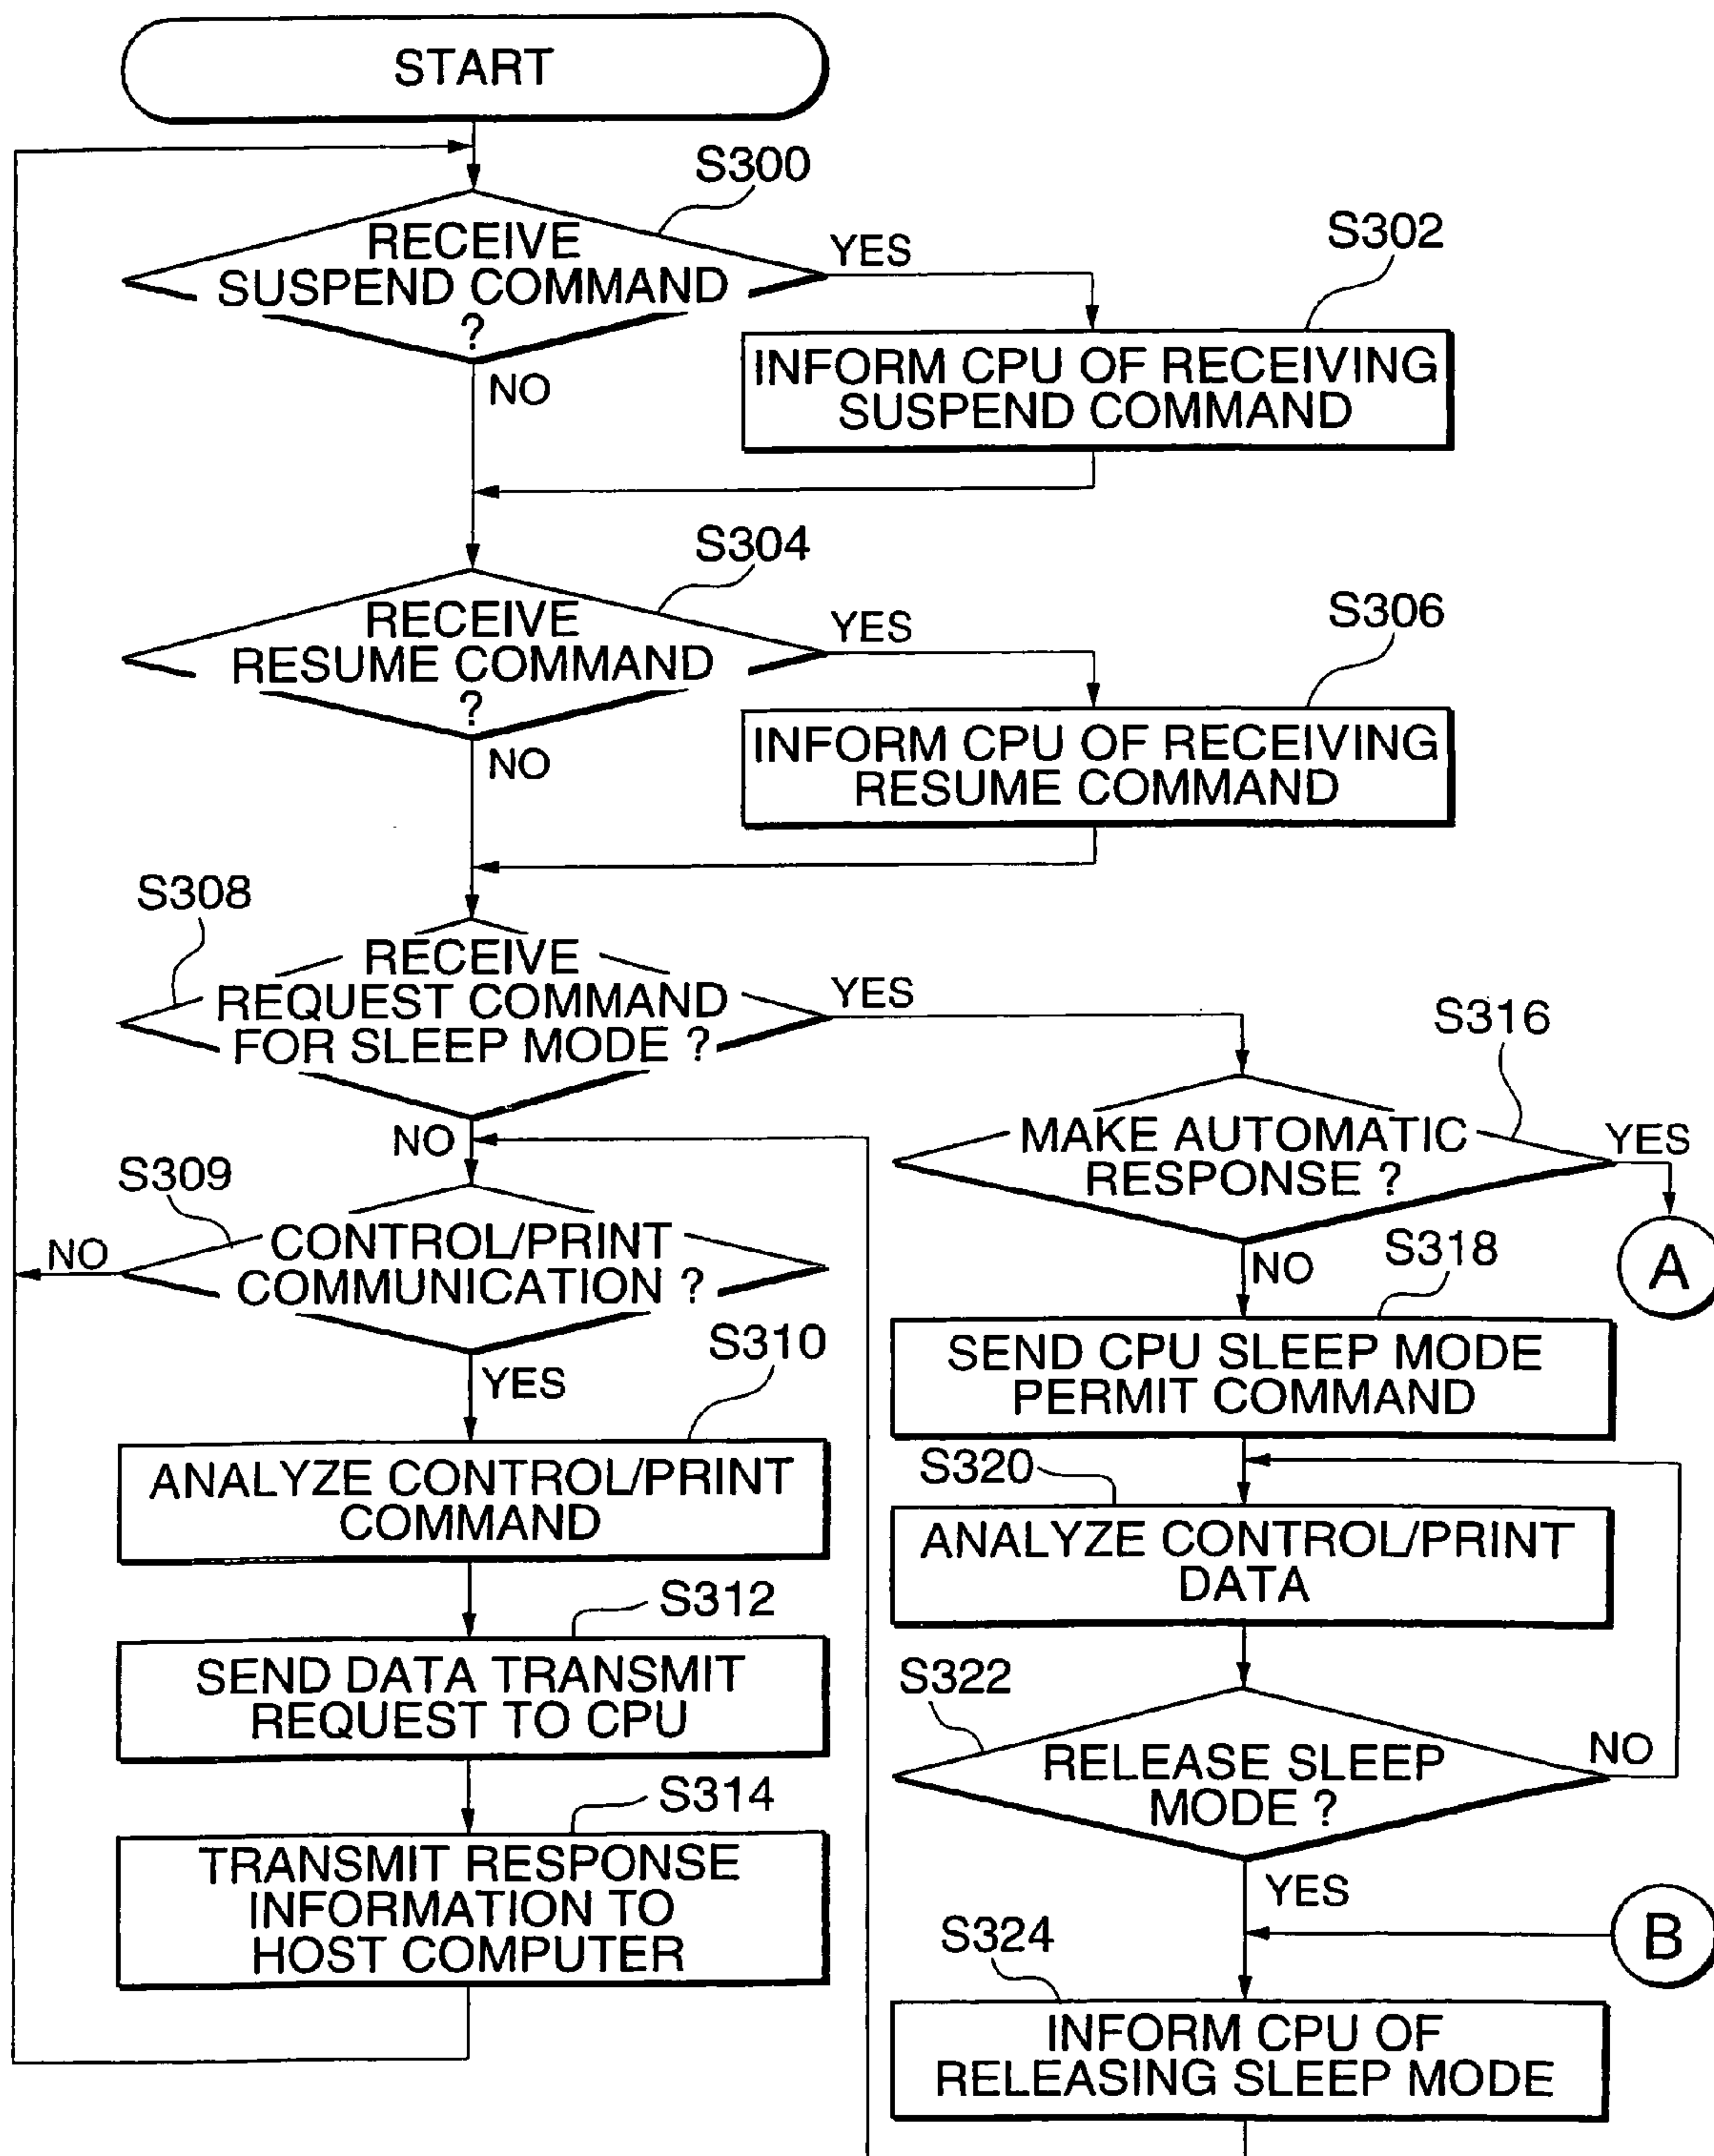 START
S300
RECEIVE
SUSPEND COMMAND
?
YES
NO
S302
INFORM CPU OF RECEIVING
SUSPEND COMMAND
S304
RECEIVE
RESUME COMMAND
?
YES
NO
S306
INFORM CPU OF RECEIVING
RESUME COMMAND
S308
RECEIVE
REQUEST COMMAND
FOR SLEEP MODE ?
YES
NO
S309
CONTROL/PRINT
COMMUNICATION ?
NO
YES
S310
ANALYZE CONTROL/PRINT
COMMAND
S312
SEND DATA TRANSMIT
REQUEST TO CPU
S314
TRANSMIT RESPONSE
INFORMATION TO
HOST COMPUTER
S316
MAKE AUTOMATIC
RESPONSE ?
YES
A
NO
S318
SEND CPU SLEEP MODE
PERMIT COMMAND
S320
ANALYZE CONTROL/PRINT
DATA
S322
RELEASE SLEEP
MODE ?
NO
YES
B
S324
INFORM CPU OF
RELEASING SLEEP MODE